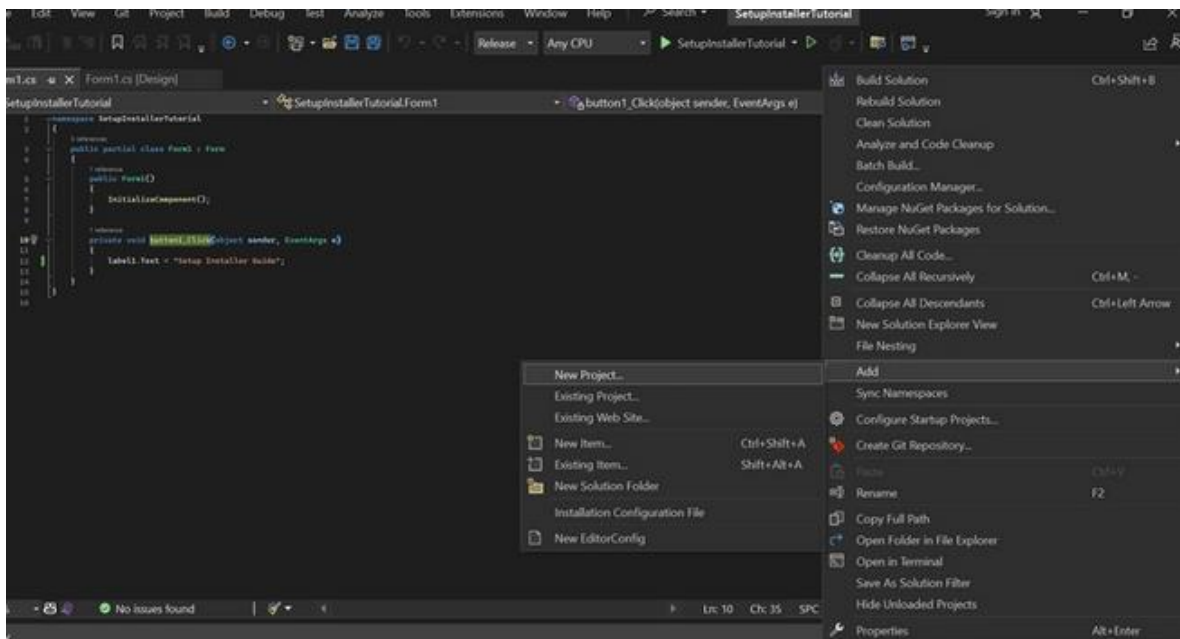 Edit View Git Project Build Debug Test Analyze Tools Extensions Window Help Search SetupInstallerTutorial Sign in
Release Any CPU SetupInstallerTutorial
m1.cs Form1.cs [Design]
SetupInstallerTutorial SetupInstallerTutorial.Form1 button1_Click(object sender, EventArgs e)
namespace SetupInstallerTutorial
{
3 references
public partial class Form1 : Form
{
1 reference
public Form1()
{
InitializeComponent();
}
1 reference
private void button1_Click(object sender, EventArgs e)
{
label1.Text = "Setup Installer Guide";
}
}
}
New Project...
Existing Project...
Existing Web Site...
New Item... Ctrl+Shift+A
Existing Item... Shift+Alt+A
New Solution Folder
Installation Configuration File
New EditorConfig
Build Solution Ctrl+Shift+B
Rebuild Solution
Clean Solution
Analyze and Code Cleanup
Batch Build...
Configuration Manager...
Manage NuGet Packages for Solution...
Restore NuGet Packages
Cleanup All Code...
Collapse All Recursively Ctrl+M, -
Collapse All Descendants Ctrl+Left Arrow
New Solution Explorer View
File Nesting
Add
Sync Namespaces
Configure Startup Projects...
Create Git Repository...
Paste Ctrl+V
Rename F2
Copy Full Path
Open Folder in File Explorer
Open in Terminal
Save As Solution Filter
Hide Unloaded Projects
Properties Alt+Enter
No issues found Ln: 10 Ch: 35 SPC